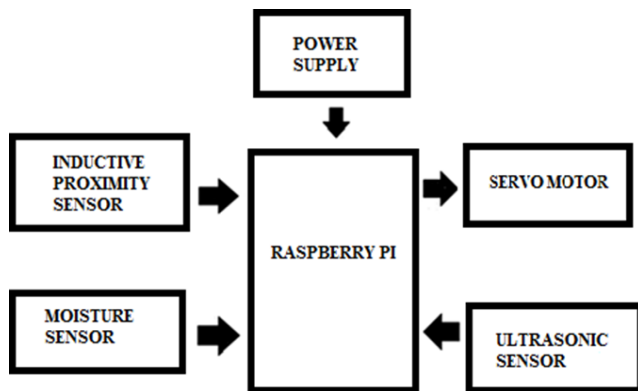 POWER
SUPPLY
INDUCTIVE
PROXIMITY
SENSOR
SERVO MOTOR
RASPBERRY PI
MOISTURE
SENSOR
ULTRASONIC
SENSOR